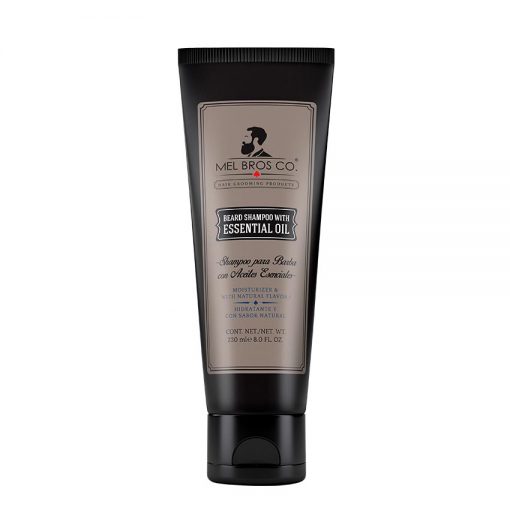 MEL BROS CO.®
HAIR GROOMING PRODUCTS
BEARD SHAMPOO WITH
ESSENTIAL OIL
Shampoo para Barba
con Aceites Esenciales
MOISTURIZER &
WITH NATURAL FLAVOR
HIDRATANTE Y
CON SABOR NATURAL
CONT. NET./NET. WT.
230 ml e 8.0 FL. OZ.